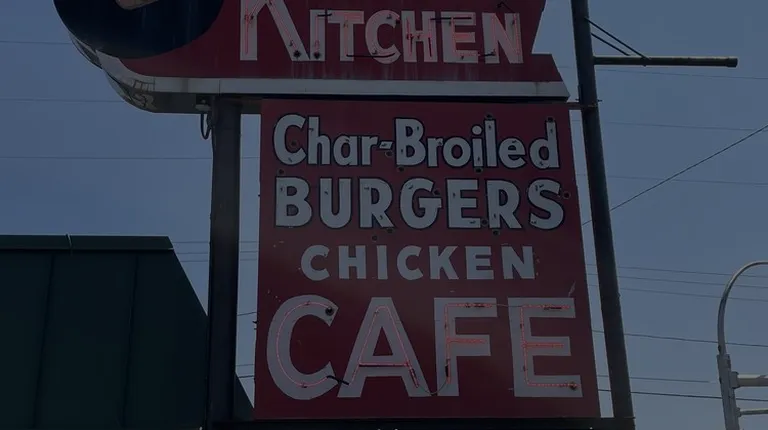 KITCHEN
Char-Broiled
BURGERS
CHICKEN
CAFE